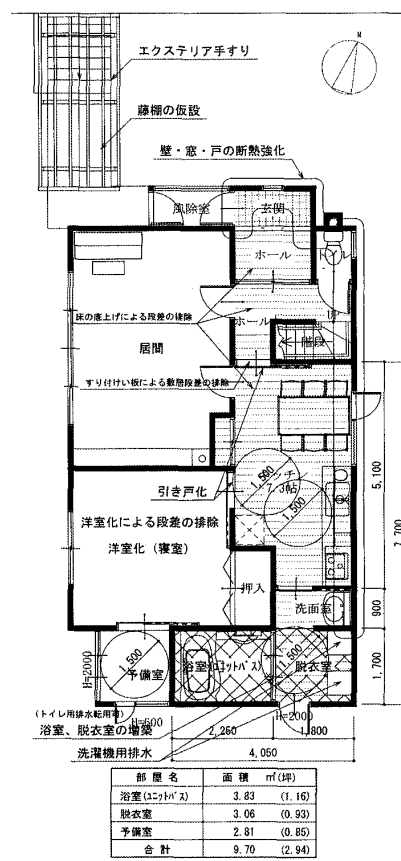 エクステリア手すり
N
藤棚の仮設
壁・窓・戸の断熱強化
風除室
玄関
ホール
トイレ
床の底上げによる段差の排除
ホール
UP
階段
居間
すり付けい板による敷居段差の排除
引き戸化
1,500
7.3帖
1,500
5,100
7,700
洋室化による段差の排除
洋室化（寝室）
押入
洗面室
900
H=2000
1,500
予備室
浴室(ユニットバス)
1,500
脱衣室
1,700
(トイレ用排水転用可)
H=600
H=2000
浴室、脱衣室の増築
2,250
1,800
洗濯機用排水
4,050
部屋名 面積 ㎡(坪)
浴室(ユニットバス) 3.83 (1.16)
脱衣室 3.06 (0.93)
予備室 2.81 (0.85)
合計 9.70 (2.94)